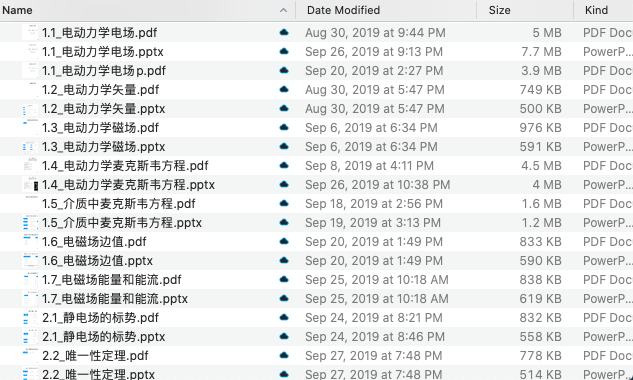 Name Date Modified Size Kind
1.1_电动力学电场.pdf Aug 30, 2019 at 9:44 PM 5 MB PDF Doc
1.1_电动力学电场.pptx Sep 26, 2019 at 9:13 PM 7.7 MB PowerP...
1.1_电动力学电场p.pdf Sep 20, 2019 at 2:27 PM 3.9 MB PDF Doc
1.2_电动力学矢量.pdf Aug 30, 2019 at 5:47 PM 749 KB PDF Doc
1.2_电动力学矢量.pptx Aug 30, 2019 at 5:47 PM 500 KB PowerP...
1.3_电动力学磁场.pdf Sep 6, 2019 at 6:34 PM 976 KB PDF Doc
1.3_电动力学磁场.pptx Sep 6, 2019 at 6:34 PM 591 KB PowerP...
1.4_电动力学麦克斯韦方程.pdf Sep 8, 2019 at 4:11 PM 4.5 MB PDF Doc
1.4_电动力学麦克斯韦方程.pptx Sep 26, 2019 at 10:38 PM 4 MB PowerP...
1.5_介质中麦克斯韦方程.pdf Sep 18, 2019 at 2:56 PM 1.6 MB PDF Doc
1.5_介质中麦克斯韦方程.pptx Sep 19, 2019 at 3:13 PM 1.2 MB PowerP...
1.6_电磁场边值.pdf Sep 20, 2019 at 1:49 PM 833 KB PDF Doc
1.6_电磁场边值.pptx Sep 20, 2019 at 1:49 PM 590 KB PowerP...
1.7_电磁场能量和能流.pdf Sep 25, 2019 at 10:18 AM 838 KB PDF Doc
1.7_电磁场能量和能流.pptx Sep 25, 2019 at 10:18 AM 619 KB PowerP...
2.1_静电场的标势.pdf Sep 24, 2019 at 8:21 PM 832 KB PDF Doc
2.1_静电场的标势.pptx Sep 24, 2019 at 8:46 PM 558 KB PowerP...
2.2_唯一性定理.pdf Sep 27, 2019 at 7:48 PM 778 KB PDF Doc
2.2_唯一性定理.pptx Sep 27, 2019 at 7:48 PM 514 KB PowerP...